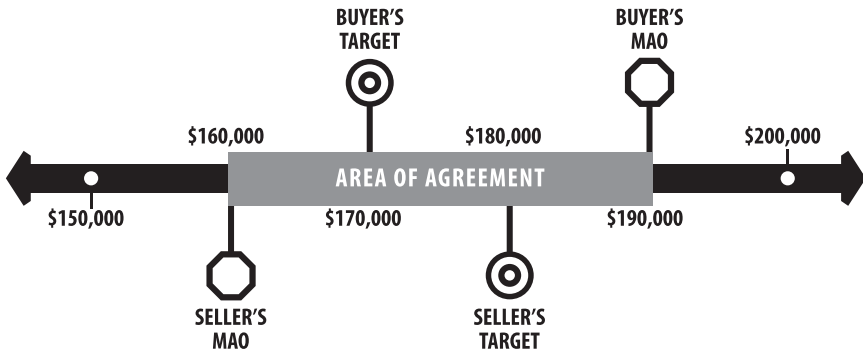 BUYER’S
TARGET
BUYER’S
MAO
$160,000
$180,000
$200,000
AREA OF AGREEMENT
$150,000
$170,000
$190,000
SELLER’S
MAO
SELLER’S
TARGET